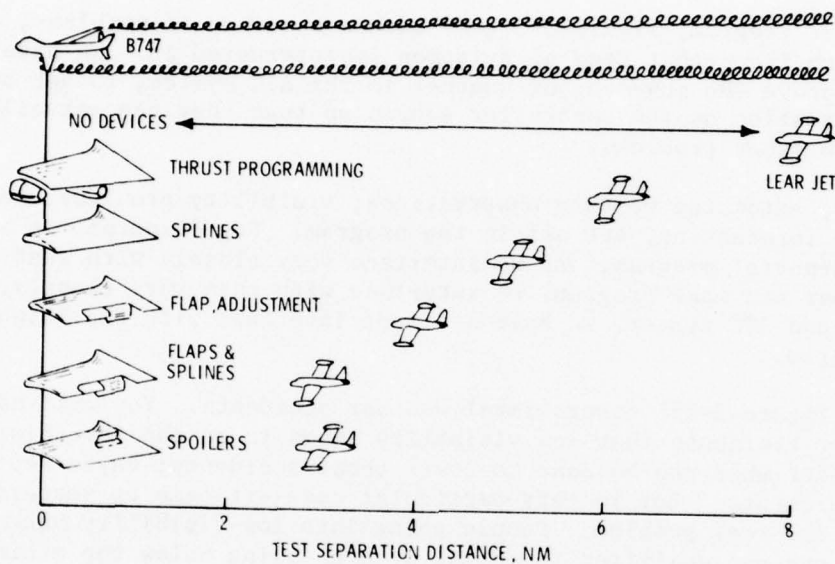 B747
NO DEVICES
LEAR JET
THRUST PROGRAMMING
SPLINES
FLAP ADJUSTMENT
FLAPS &
SPLINES
SPOILERS
0
2
4
6
8
TEST SEPARATION DISTANCE, NM